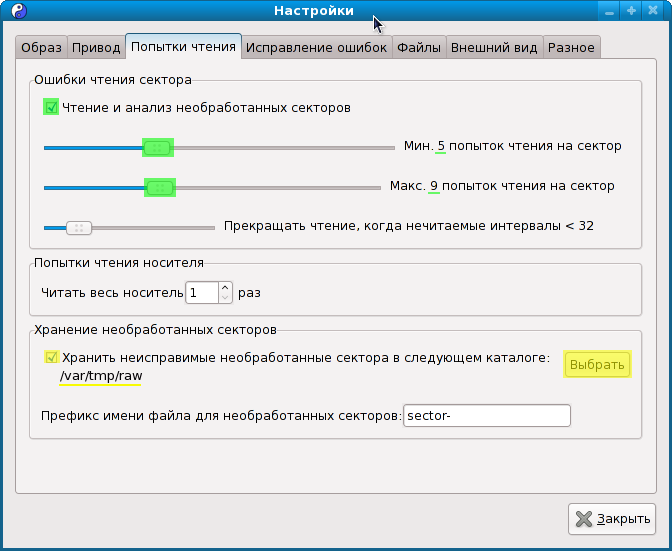 Настройки
Образ Привод Попытки чтения Исправление ошибок Файлы Внешний вид Разное
Ошибки чтения сектора
Чтение и анализ необработанных секторов
Мин. 5 попыток чтения на сектор
Макс. 9 попыток чтения на сектор
Прекращать чтение, когда нечитаемые интервалы < 32
Попытки чтения носителя
Читать весь носитель 1 раз
Хранение необработанных секторов
Хранить неисправимые необработанные сектора в следующем каталоге:
/var/tmp/raw
Выбрать
Префикс имени файла для необработанных секторов: sector-
Закрыть